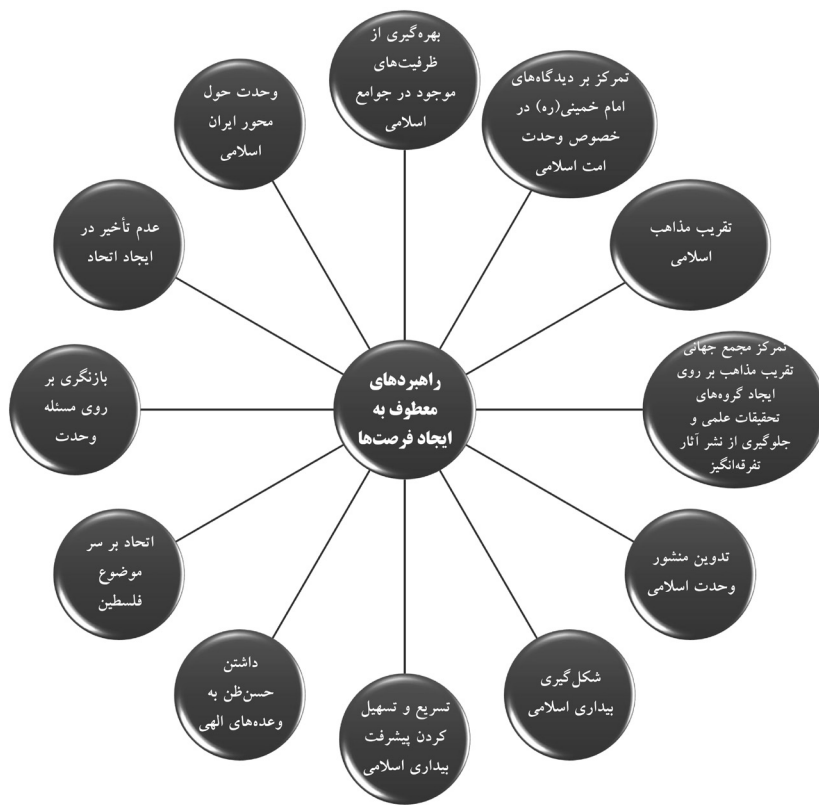 راهبردهای
معطوف به
ایجاد فرصت‌ها
بهره‌گیری از
ظرفیت‌های
موجود در جوامع
اسلامی
تمرکز بر دیدگاه‌های
امام خمینی(ره) در
خصوص وحدت
امت اسلامی
تقریب مذاهب
اسلامی
تمرکز مجمع جهانی
تقریب مذاهب بر روی
ایجاد گروه‌های
تحقیقات علمی و
جلوگیری از نشر آثار
تفرقه‌انگیز
تدوین منشور
وحدت اسلامی
شکل‌گیری
بیداری اسلامی
تسریع و تسهیل
کردن پیشرفت
بیداری اسلامی
داشتن
حسن‌ظن به
وعده‌های الهی
اتحاد بر سر
موضوع
فلسطین
بازنگری بر
روی مسئله
وحدت
عدم تأخیر در
ایجاد اتحاد
وحدت حول
محور ایران
اسلامی